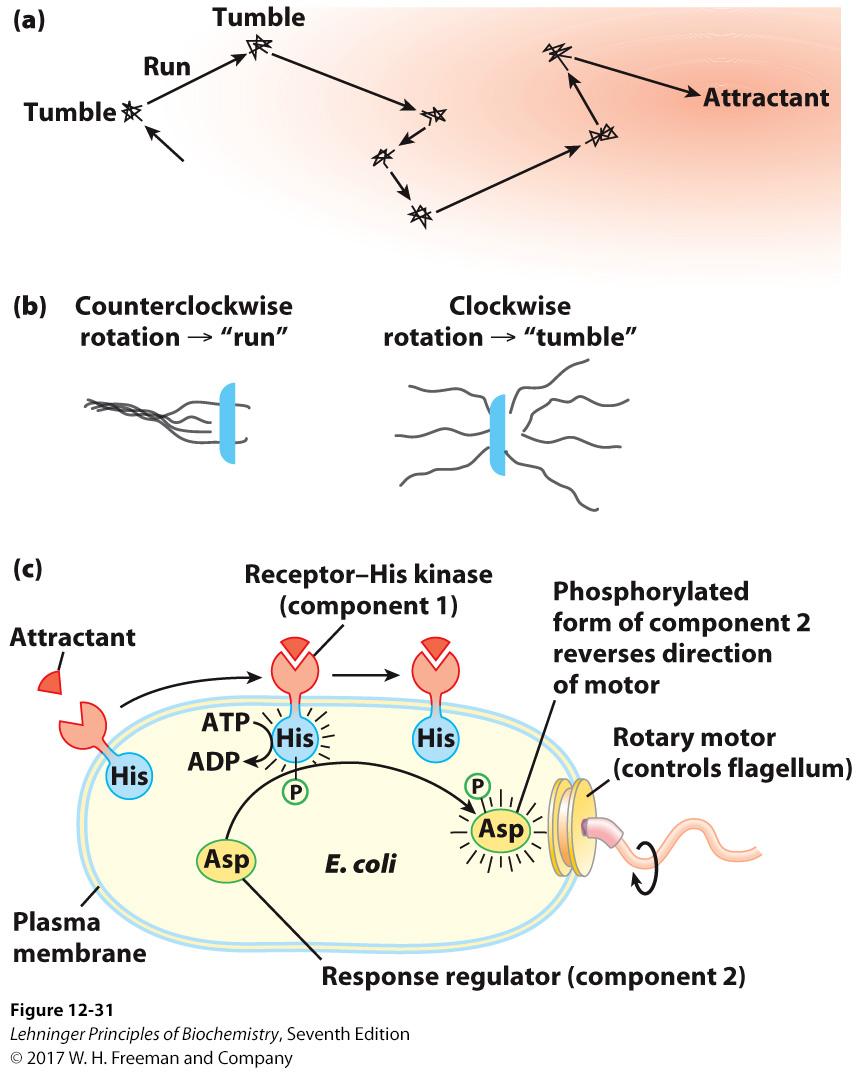 (a)
Tumble
Run
Tumble
Attractant
(b)
Counterclockwise
rotation → “run”
Clockwise
rotation → “tumble”
(c)
Receptor–His kinase
(component 1)
Phosphorylated
form of component 2
reverses direction
of motor
Attractant
Rotary motor
(controls flagellum)
ATP
ADP
His
His
His
P
P
Asp
Asp
E. coli
Plasma
membrane
Response regulator (component 2)
Figure 12-31
Lehninger Principles of Biochemistry, Seventh Edition
© 2017 W. H. Freeman and Company